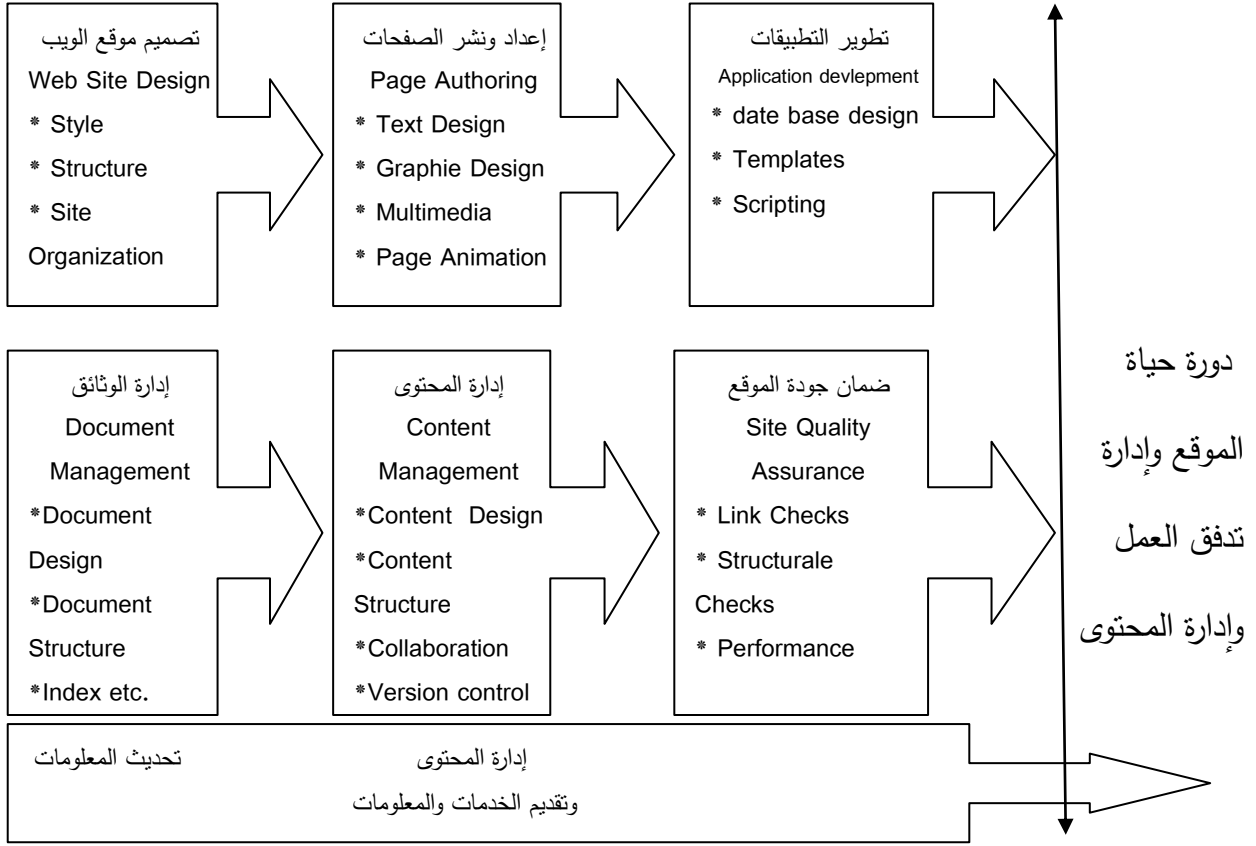 تصميم موقع الويب
Web Site Design
* Style
* Structure
* Site
Organization
إعداد ونشر الصفحات
Page Authoring
* Text Design
* Graphie Design
* Multimedia
* Page Animation
تطوير التطبيقات
Application devlepment
* date base design
* Templates
* Scripting
إدارة الوثائق
Document
Management
*Document
Design
*Document
Structure
*Index etc.
إدارة المحتوى
Content
Management
*Content Design
*Content
Structure
*Collaboration
*Version control
ضمان جودة الموقع
Site Quality
Assurance
* Link Checks
* Structurale
Checks
* Performance
دورة حياة
الموقع وإدارة
تدفق العمل
وإدارة المحتوى
تحديث المعلومات
إدارة المحتوى
وتقديم الخدمات والمعلومات